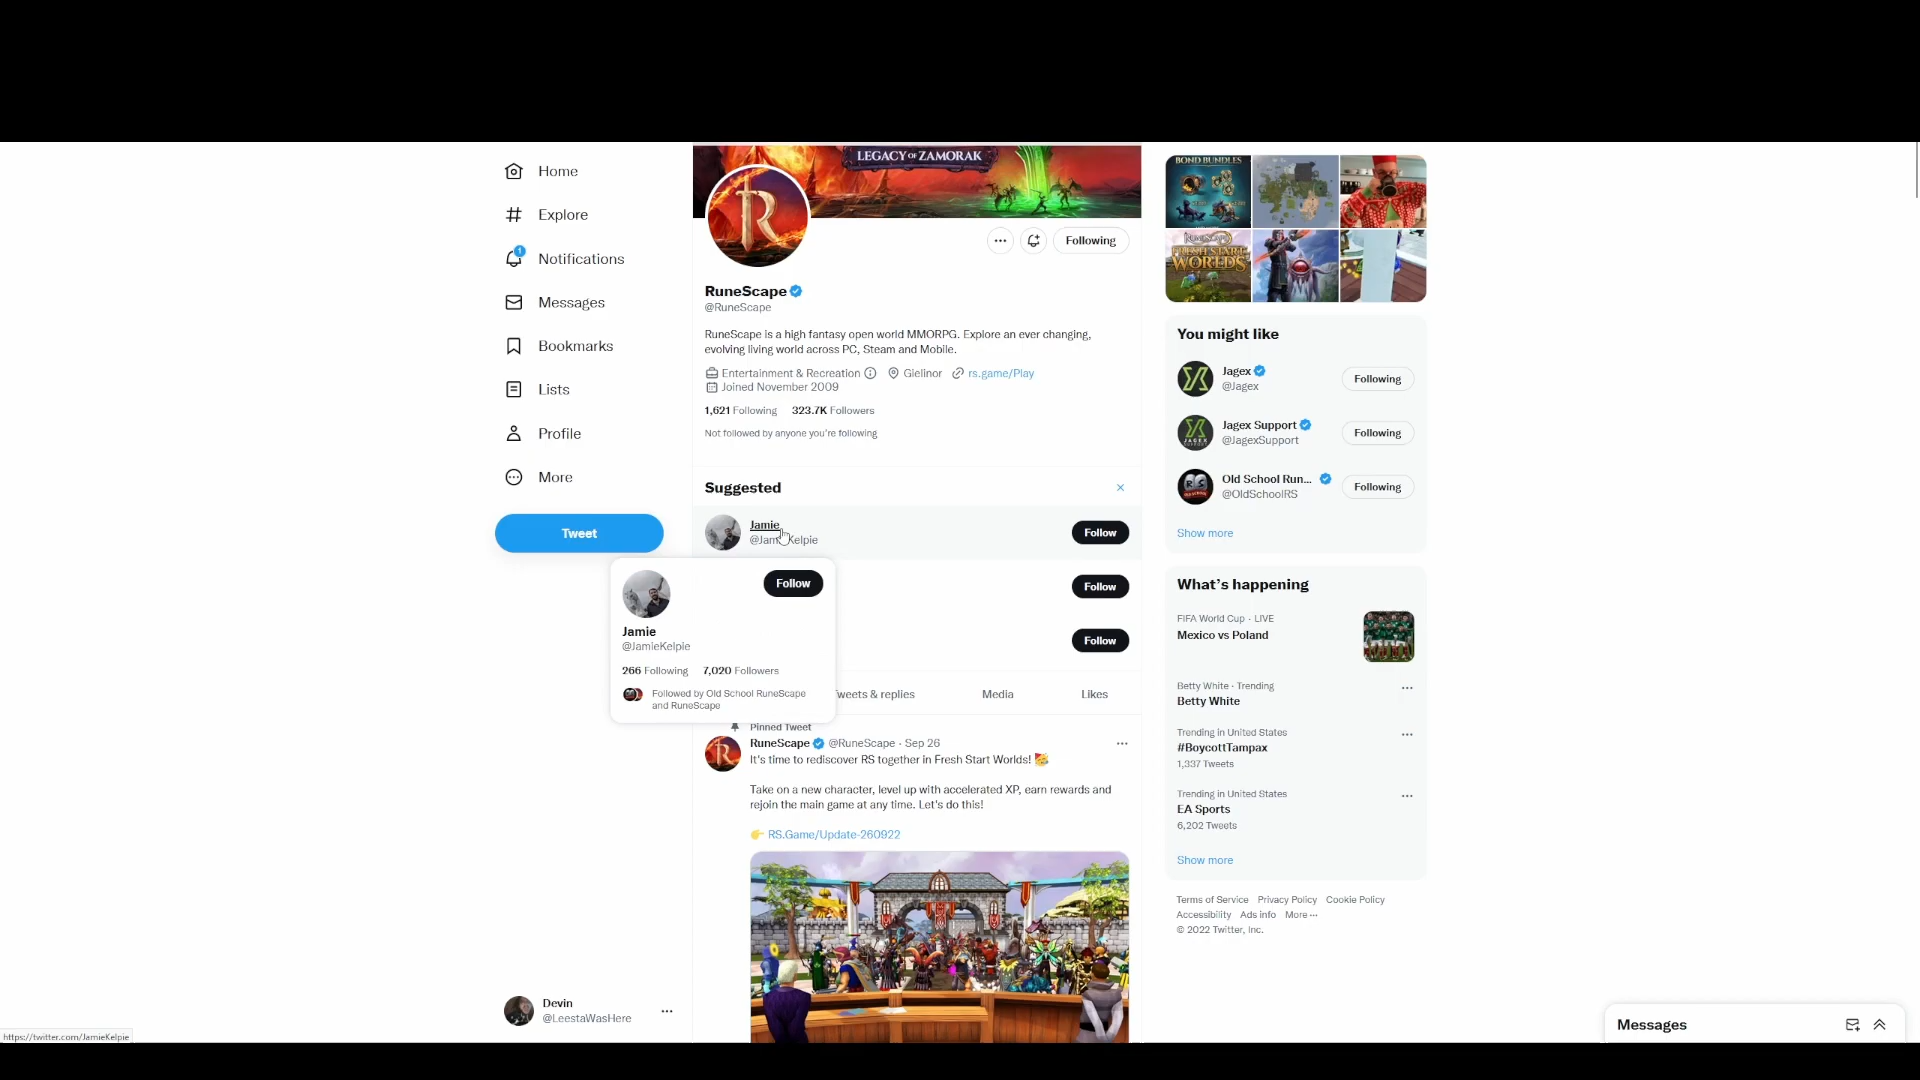 Home
Explore
1
Notifications
Messages
Bookmarks
Lists
Profile
More
Tweet
Devin
@LeestaWasHere
https://twitter.com/JamieKelpie
LEGACY OF ZAMORAK
Following
RuneScape
@RuneScape
RuneScape is a high fantasy open world MMORPG. Explore an ever changing,
evolving living world across PC, Steam and Mobile.
Entertainment & Recreation Gielinor rs.game/Play
Joined November 2009
1,621 Following 323.7K Followers
Not followed by anyone you're following
Suggested
Jamie
@Jam Kelpie
Follow
Follow
Follow
Follow
Jamie
@JamieKelpie
266 Following 7,020 Followers
Followed by Old School RuneScape
and RuneScape
weets & replies Media Likes
Pinned Tweet
RuneScape @RuneScape · Sep 26
It's time to rediscover RS together in Fresh Start Worlds!
Take on a new character, level up with accelerated XP, earn rewards and
rejoin the main game at any time. Let's do this!
RS.Game/Update-260922
BOND BUNDLES
RUNESCAPE
FRESH START
WORLDS
You might like
Jagex
@Jagex
Following
JAGEX
Jagex Support
@JagexSupport
Following
RS
OLD SCHOOL
Old School Run...
@OldSchoolRS
Following
Show more
What's happening
FIFA World Cup · LIVE
Mexico vs Poland
Betty White · Trending
Betty White
Trending in United States
#BoycottTampax
1,337 Tweets
Trending in United States
EA Sports
6,202 Tweets
Show more
Terms of Service Privacy Policy Cookie Policy
Accessibility Ads info More ···
© 2022 Twitter, Inc.
Messages